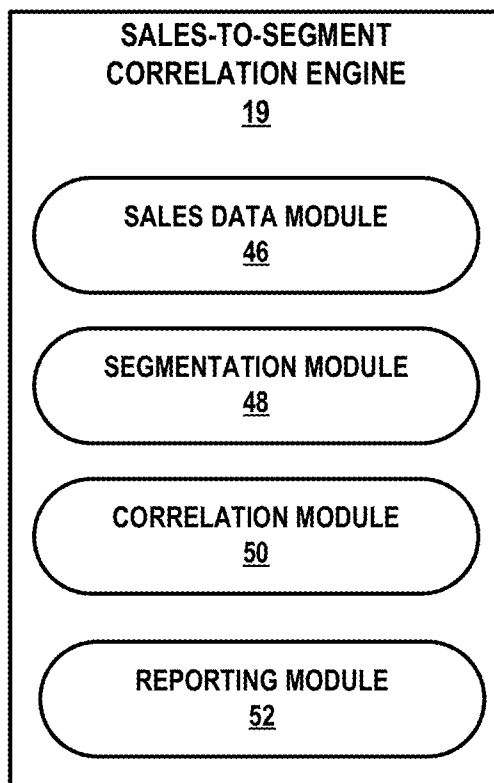 SALES-TO-SEGMENT
CORRELATION ENGINE
19
SALES DATA MODULE
46
SEGMENTATION MODULE
48
CORRELATION MODULE
50
REPORTING MODULE
52